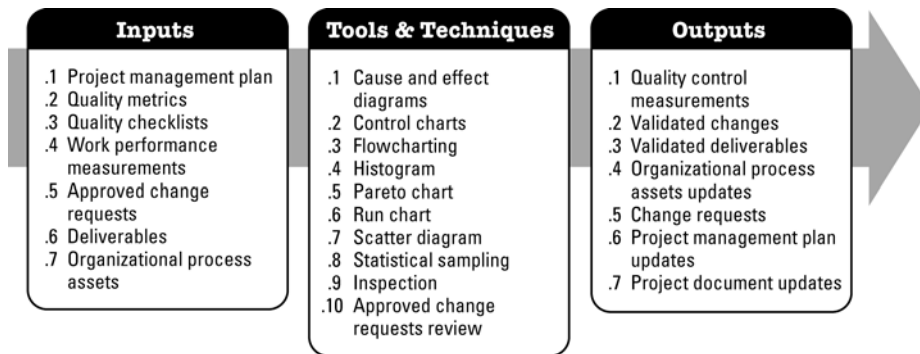 Inputs
.1 Project management plan
.2 Quality metrics
.3 Quality checklists
.4 Work performance
measurements
.5 Approved change
requests
.6 Deliverables
.7 Organizational process
assets
Tools & Techniques
.1 Cause and effect
diagrams
.2 Control charts
.3 Flowcharting
.4 Histogram
.5 Pareto chart
.6 Run chart
.7 Scatter diagram
.8 Statistical sampling
.9 Inspection
.10 Approved change
requests review
Outputs
.1 Quality control
measurements
.2 Validated changes
.3 Validated deliverables
.4 Organizational process
assets updates
.5 Change requests
.6 Project management plan
updates
.7 Project document updates